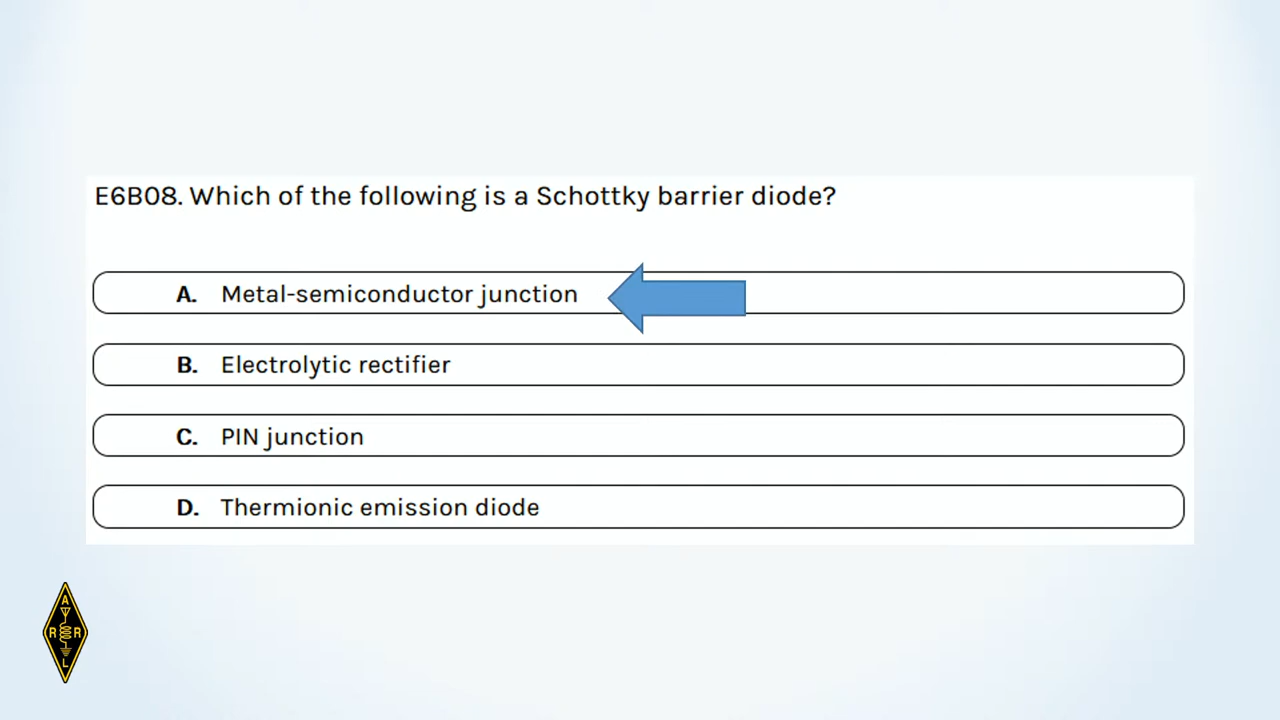 E6B08. Which of the following is a Schottky barrier diode?
A. Metal-semiconductor junction
B. Electrolytic rectifier
C. PIN junction
D. Thermionic emission diode
A
R R
L